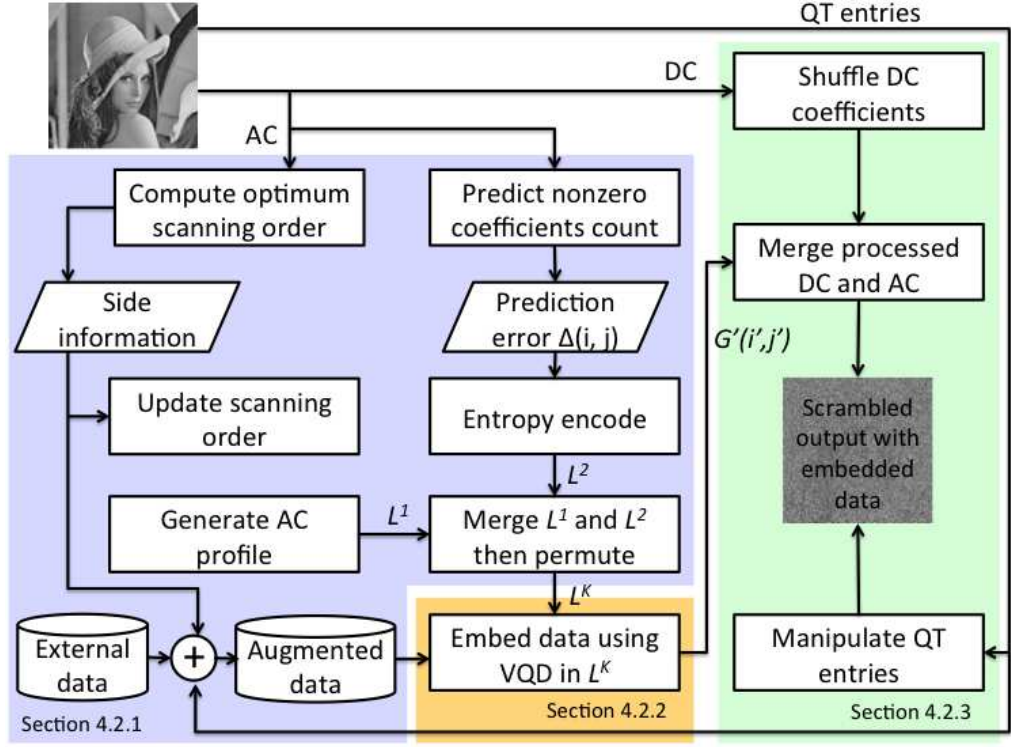 QT entries
DC
Shuffle DC
coefficients
AC
Compute optimum
scanning order
Predict nonzero
coefficients count
Merge processed
DC and AC
Side
information
Prediction
error Δ(i, j)
G’(i’,j’)
Update scanning
order
Entropy encode
Scrambled
output with
embedded
data
L²
Generate AC
profile
L¹
Merge L¹ and L²
then permute
Lᴷ
External
data
+
Augmented
data
Embed data using
VQD in Lᴷ
Manipulate QT
entries
Section 4.2.1
Section 4.2.2
Section 4.2.3